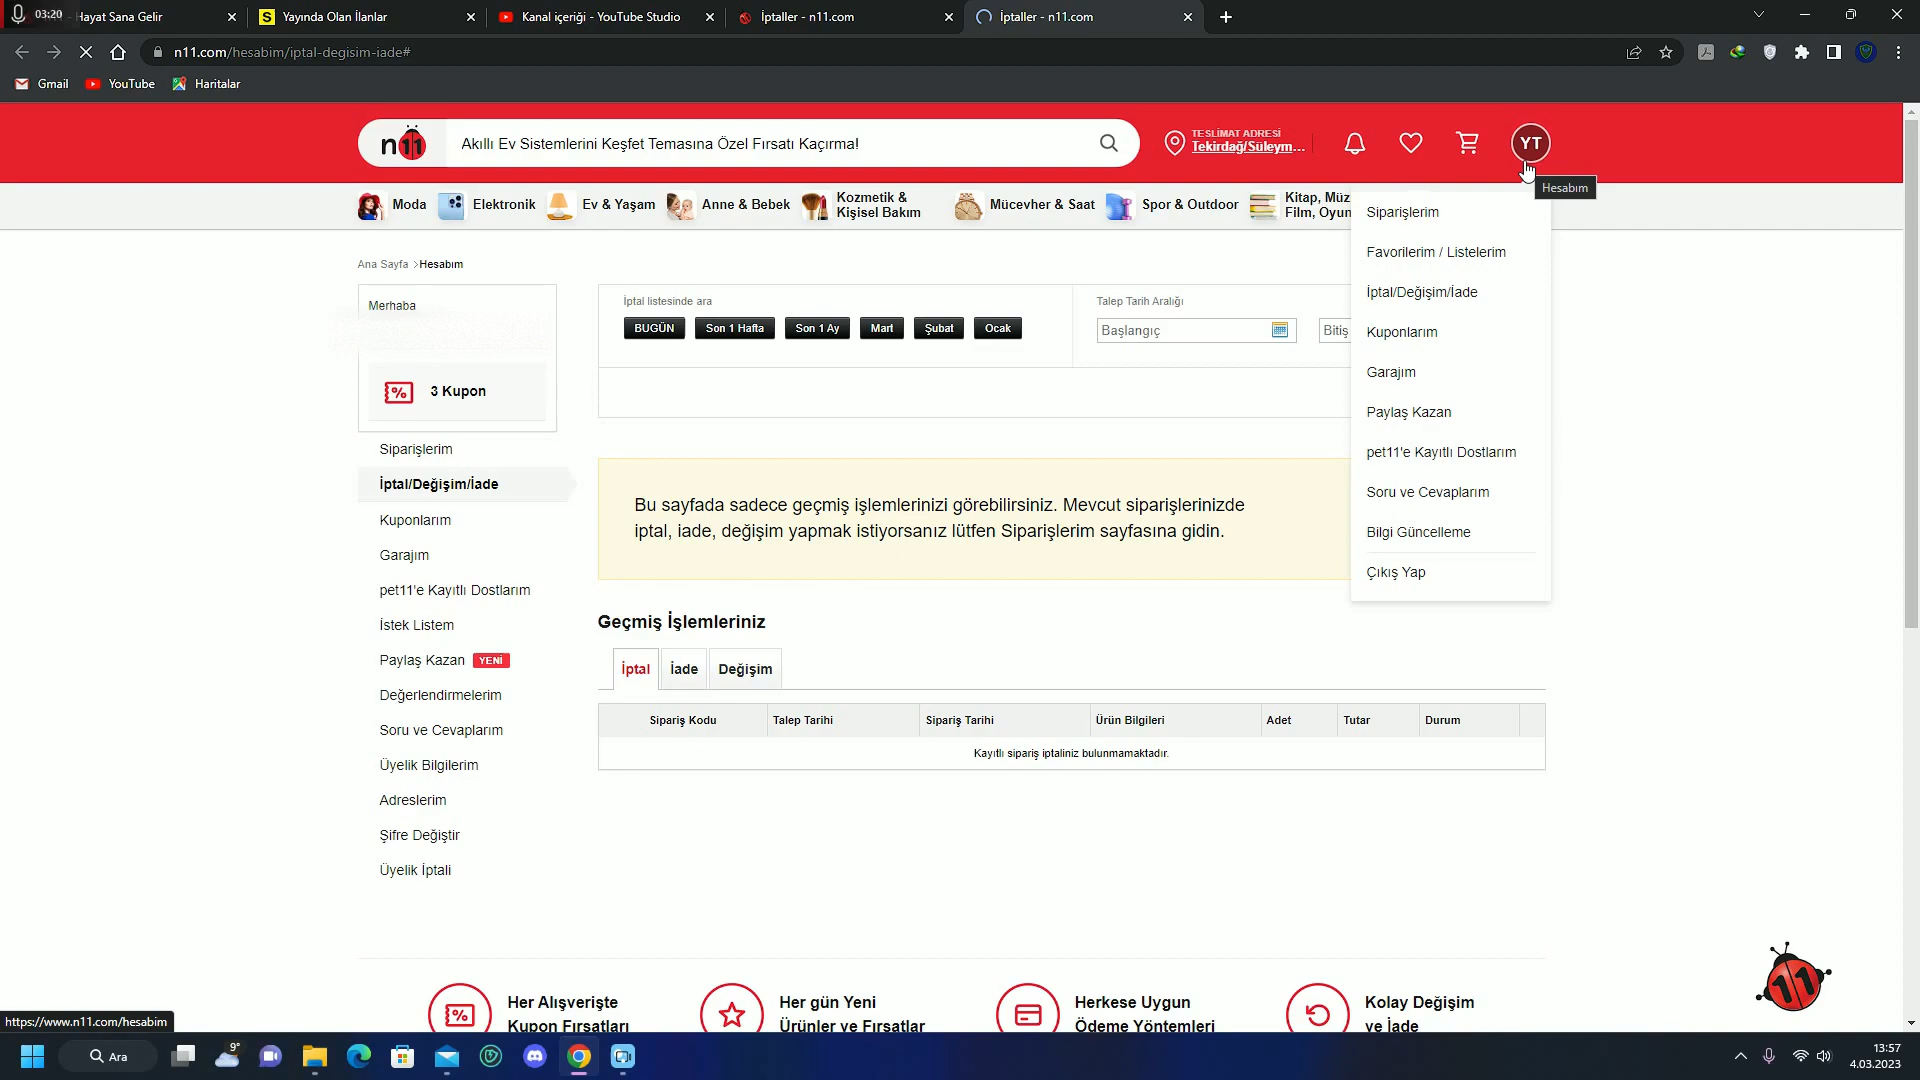 03:20
Hayat Sana Gelir
Yayında Olan İlanlar
Kanal içeriği - YouTube Studio
İptaller - n11.com
İptaller - n11.com
n11.com/hesabim/iptal-degisim-iade#
Gmail
YouTube
Haritalar
n11
Akıllı Ev Sistemlerini Keşfet Temasına Özel Fırsatı Kaçırma!
TESLİMAT ADRESİ
Tekirdağ/Süleym...
YT
Hesabım
Moda
Elektronik
Ev & Yaşam
Anne & Bebek
Kozmetik &
Kişisel Bakım
Mücevher & Saat
Spor & Outdoor
Kitap, Müz
Film, Oyun
Siparişlerim
Favorilerim / Listelerim
İptal/Değişim/İade
Kuponlarım
Garajım
Paylaş Kazan
pet11'e Kayıtlı Dostlarım
Soru ve Cevaplarım
Bilgi Güncelleme
Çıkış Yap
Ana Sayfa >Hesabım
Merhaba
3 Kupon
Siparişlerim
İptal/Değişim/İade
Kuponlarım
Garajım
pet11'e Kayıtlı Dostlarım
İstek Listem
Paylaş Kazan YENİ
Değerlendirmelerim
Soru ve Cevaplarım
Üyelik Bilgilerim
Adreslerim
Şifre Değiştir
Üyelik İptali
İptal listesinde ara
BUGÜN
Son 1 Hafta
Son 1 Ay
Mart
Şubat
Ocak
Talep Tarih Aralığı
Başlangıç
Bitiş
Bu sayfada sadece geçmiş işlemlerinizi görebilirsiniz. Mevcut siparişlerinizde
iptal, iade, değişim yapmak istiyorsanız lütfen Siparişlerim sayfasına gidin.
Geçmiş İşlemleriniz
İptal
İade
Değişim
Sipariş Kodu
Talep Tarihi
Sipariş Tarihi
Ürün Bilgileri
Adet
Tutar
Durum
Kayıtlı sipariş iptaliniz bulunmamaktadır.
Her Alışverişte
Kupon Fırsatları
Her gün Yeni
Ürünler ve Fırsatlar
Herkese Uygun
Ödeme Yöntemleri
Kolay Değişim
ve İade
11
https://www.n11.com/hesabim
Ara
9°
13:57
4.03.2023